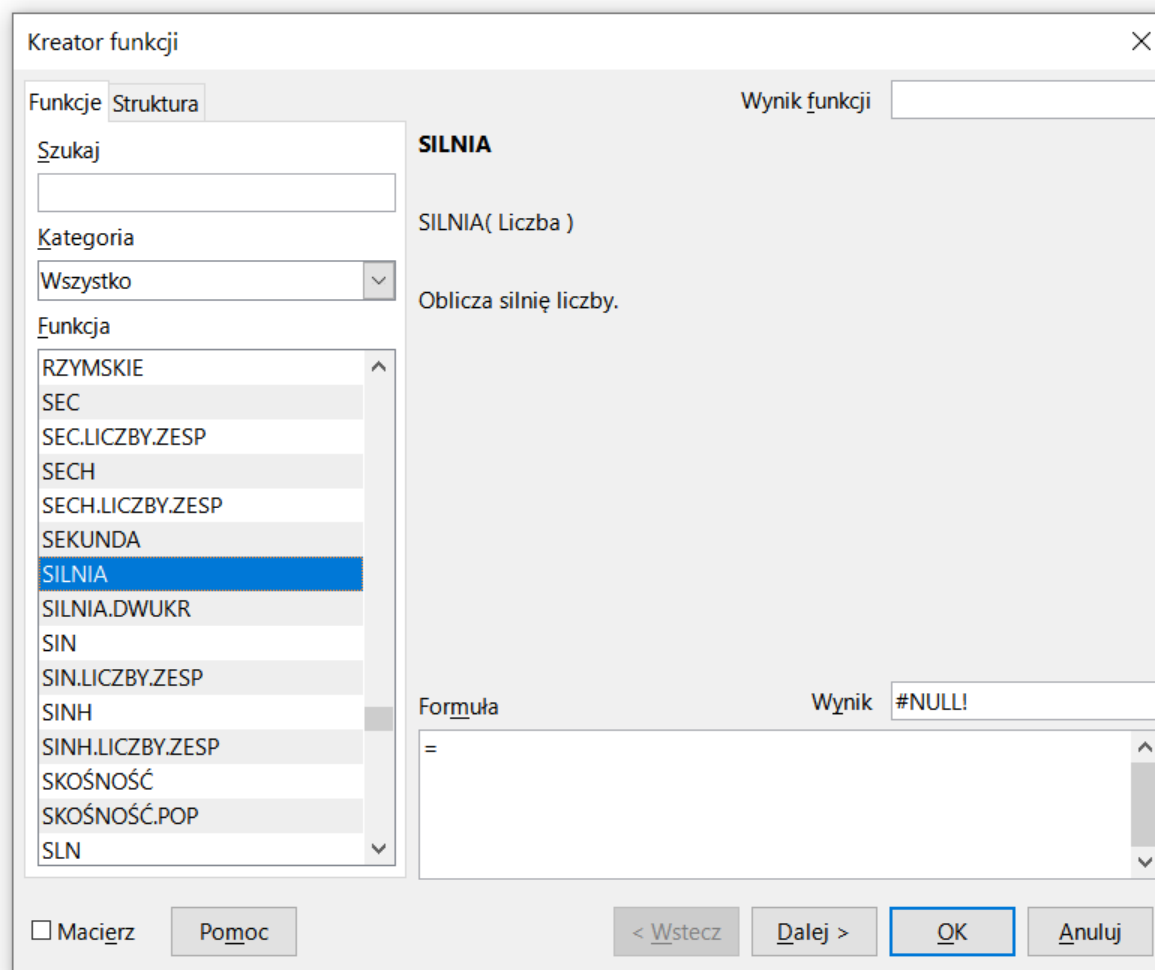 Kreator funkcji
Funkcje Struktura
Wynik funkcji
Szukaj
SILNIA
SILNIA( Liczba )
Kategoria
Wszystko
Oblicza silnię liczby.
Funkcja
RZYMSKIE
SEC
SEC.LICZBY.ZESP
SECH
SECH.LICZBY.ZESP
SEKUNDA
SILNIA
SILNIA.DWUKR
SIN
SIN.LICZBY.ZESP
SINH
SINH.LICZBY.ZESP
SKOŚNOŚĆ
SKOŚNOŚĆ.POP
SLN
Formuła
Wynik #NULL!
=
Macierz
Pomoc
< Wstecz
Dalej >
OK
Anuluj